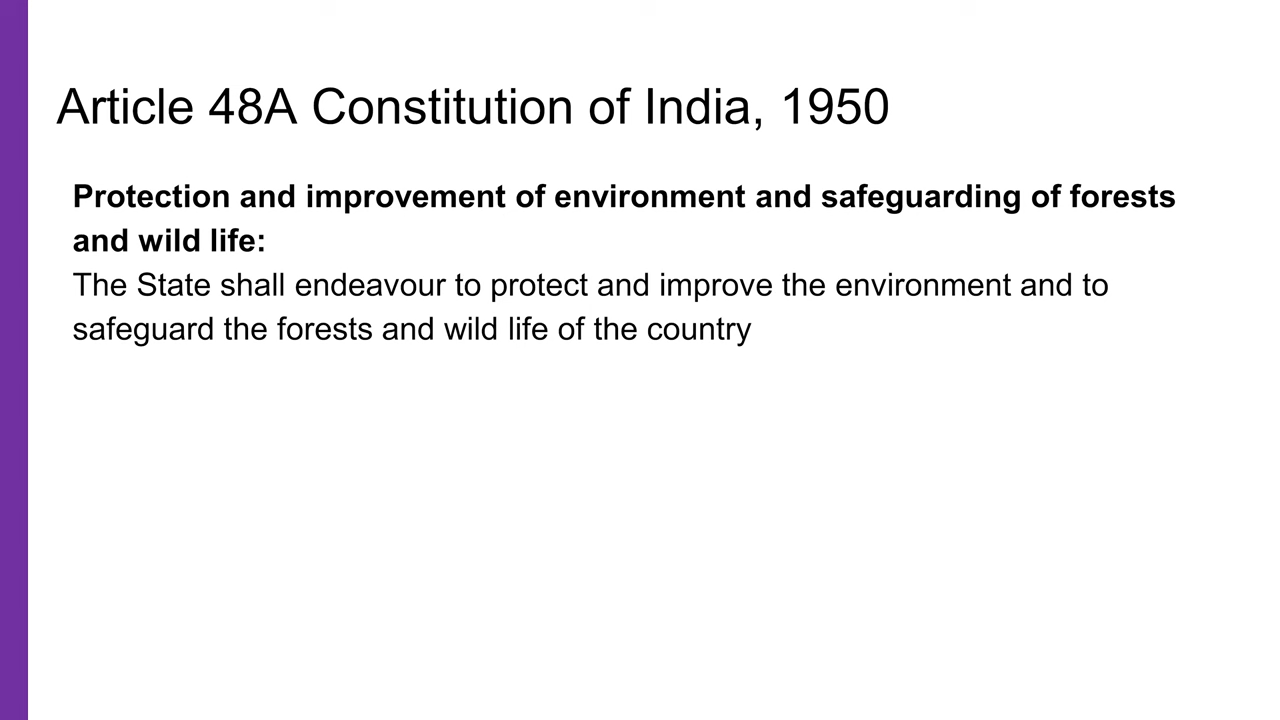 Article 48A Constitution of India, 1950
Protection and improvement of environment and safeguarding of forests
and wild life:
The State shall endeavour to protect and improve the environment and to
safeguard the forests and wild life of the country